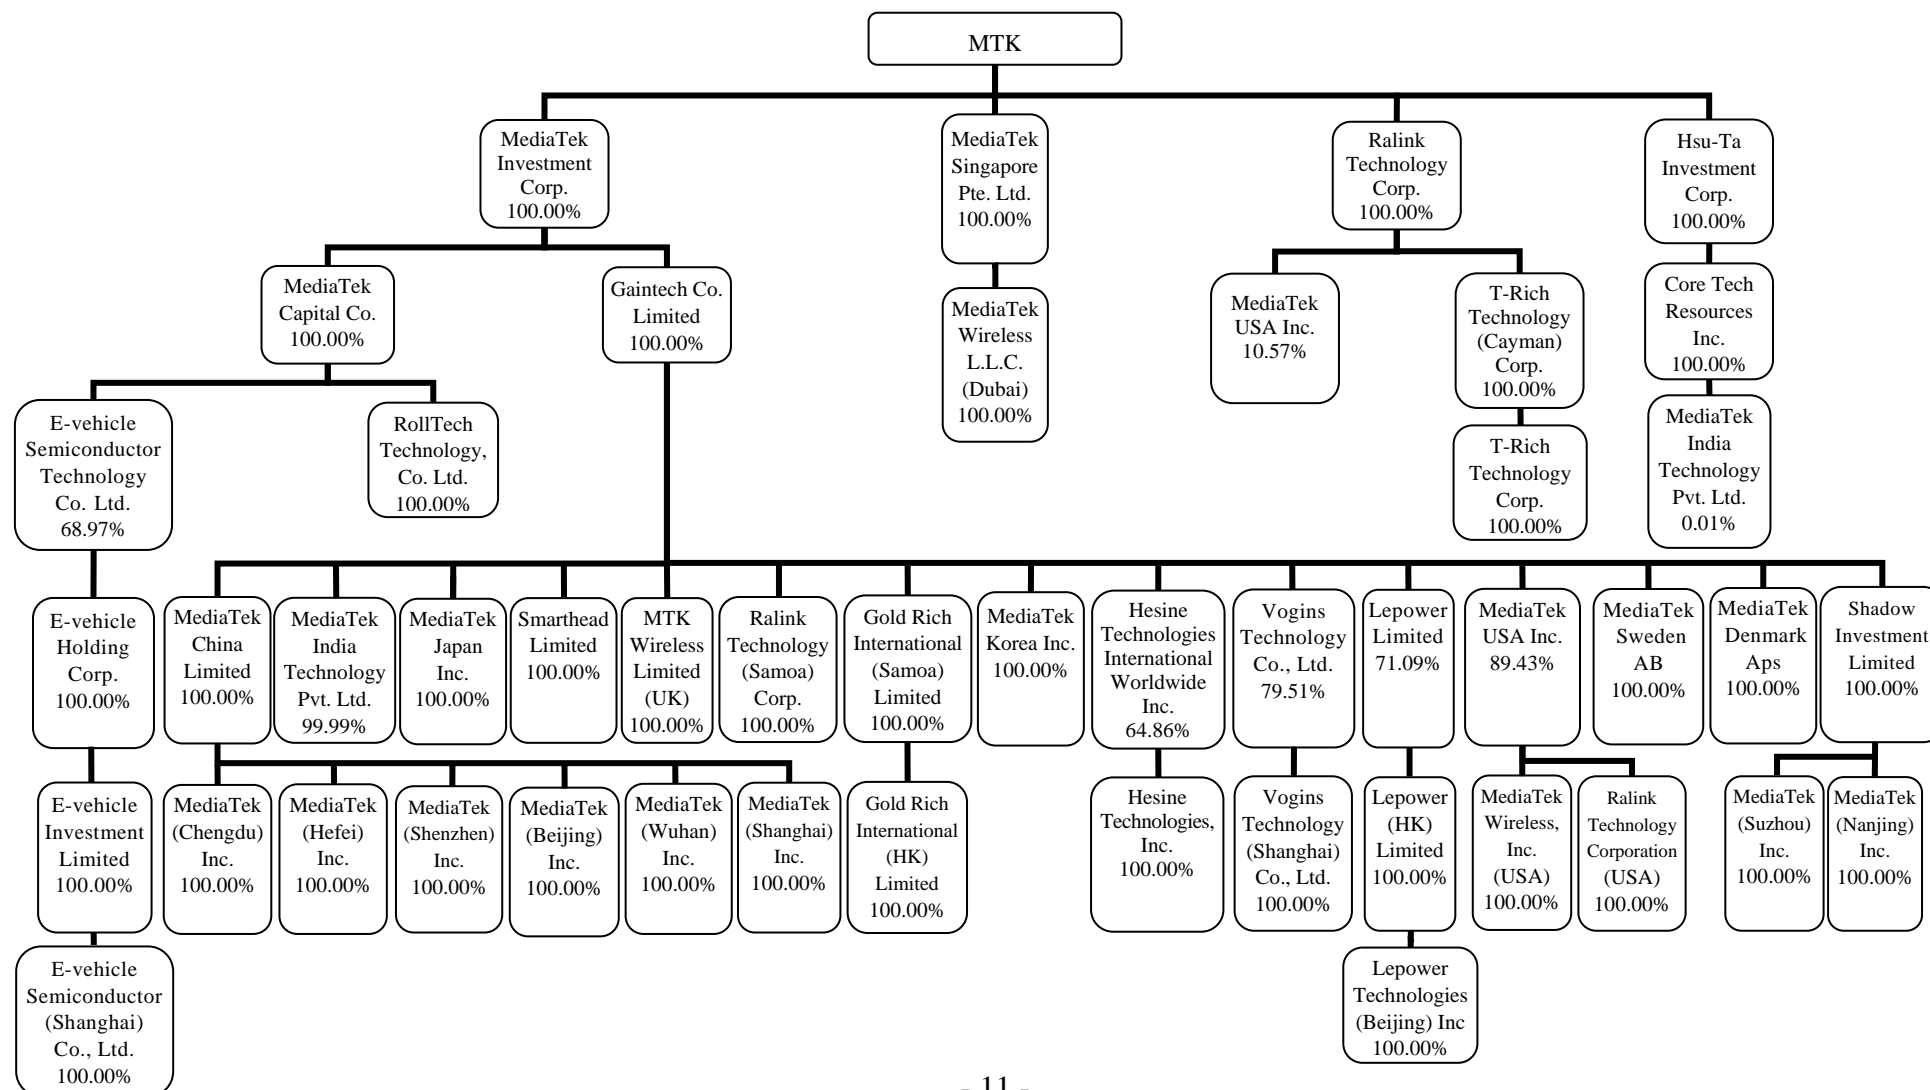 MTK
MediaTek
Investment
Corp.
100.00%
MediaTek
Singapore
Pte. Ltd.
100.00%
Ralink
Technology
Corp.
100.00%
Hsu-Ta
Investment
Corp.
100.00%
MediaTek
Capital Co.
100.00%
Gaintech Co.
Limited
100.00%
MediaTek
Wireless
L.L.C.
(Dubai)
100.00%
MediaTek
USA Inc.
10.57%
T-Rich
Technology
(Cayman)
Corp.
100.00%
Core Tech
Resources
Inc.
100.00%
E-vehicle
Semiconductor
Technology
Co. Ltd.
68.97%
RollTech
Technology,
Co. Ltd.
100.00%
T-Rich
Technology
Corp.
100.00%
MediaTek
India
Technology
Pvt. Ltd.
0.01%
E-vehicle
Holding
Corp.
100.00%
MediaTek
China
Limited
100.00%
MediaTek
India
Technology
Pvt. Ltd.
99.99%
MediaTek
Japan
Inc.
100.00%
Smarthead
Limited
100.00%
MTK
Wireless
Limited
(UK)
100.00%
Ralink
Technology
(Samoa)
Corp.
100.00%
Gold Rich
International
(Samoa)
Limited
100.00%
MediaTek
Korea Inc.
100.00%
Hesine
Technologies
International
Worldwide
Inc.
64.86%
Vogins
Technology
Co., Ltd.
79.51%
Lepower
Limited
71.09%
MediaTek
USA Inc.
89.43%
MediaTek
Sweden
AB
100.00%
MediaTek
Denmark
Aps
100.00%
Shadow
Investment
Limited
100.00%
E-vehicle
Investment
Limited
100.00%
MediaTek
(Chengdu)
Inc.
100.00%
MediaTek
(Hefei)
Inc.
100.00%
MediaTek
(Shenzhen)
Inc.
100.00%
MediaTek
(Beijing)
Inc.
100.00%
MediaTek
(Wuhan)
Inc.
100.00%
MediaTek
(Shanghai)
Inc.
100.00%
Gold Rich
International
(HK)
Limited
100.00%
Hesine
Technologies,
Inc.
100.00%
Vogins
Technology
(Shanghai)
Co., Ltd.
100.00%
Lepower
(HK)
Limited
100.00%
MediaTek
Wireless,
Inc.
(USA)
100.00%
Ralink
Technology
Corporation
(USA)
100.00%
MediaTek
(Suzhou)
Inc.
100.00%
MediaTek
(Nanjing)
Inc.
100.00%
E-vehicle
Semiconductor
(Shanghai)
Co., Ltd.
100.00%
Lepower
Technologies
(Beijing) Inc
100.00%
- 11 -